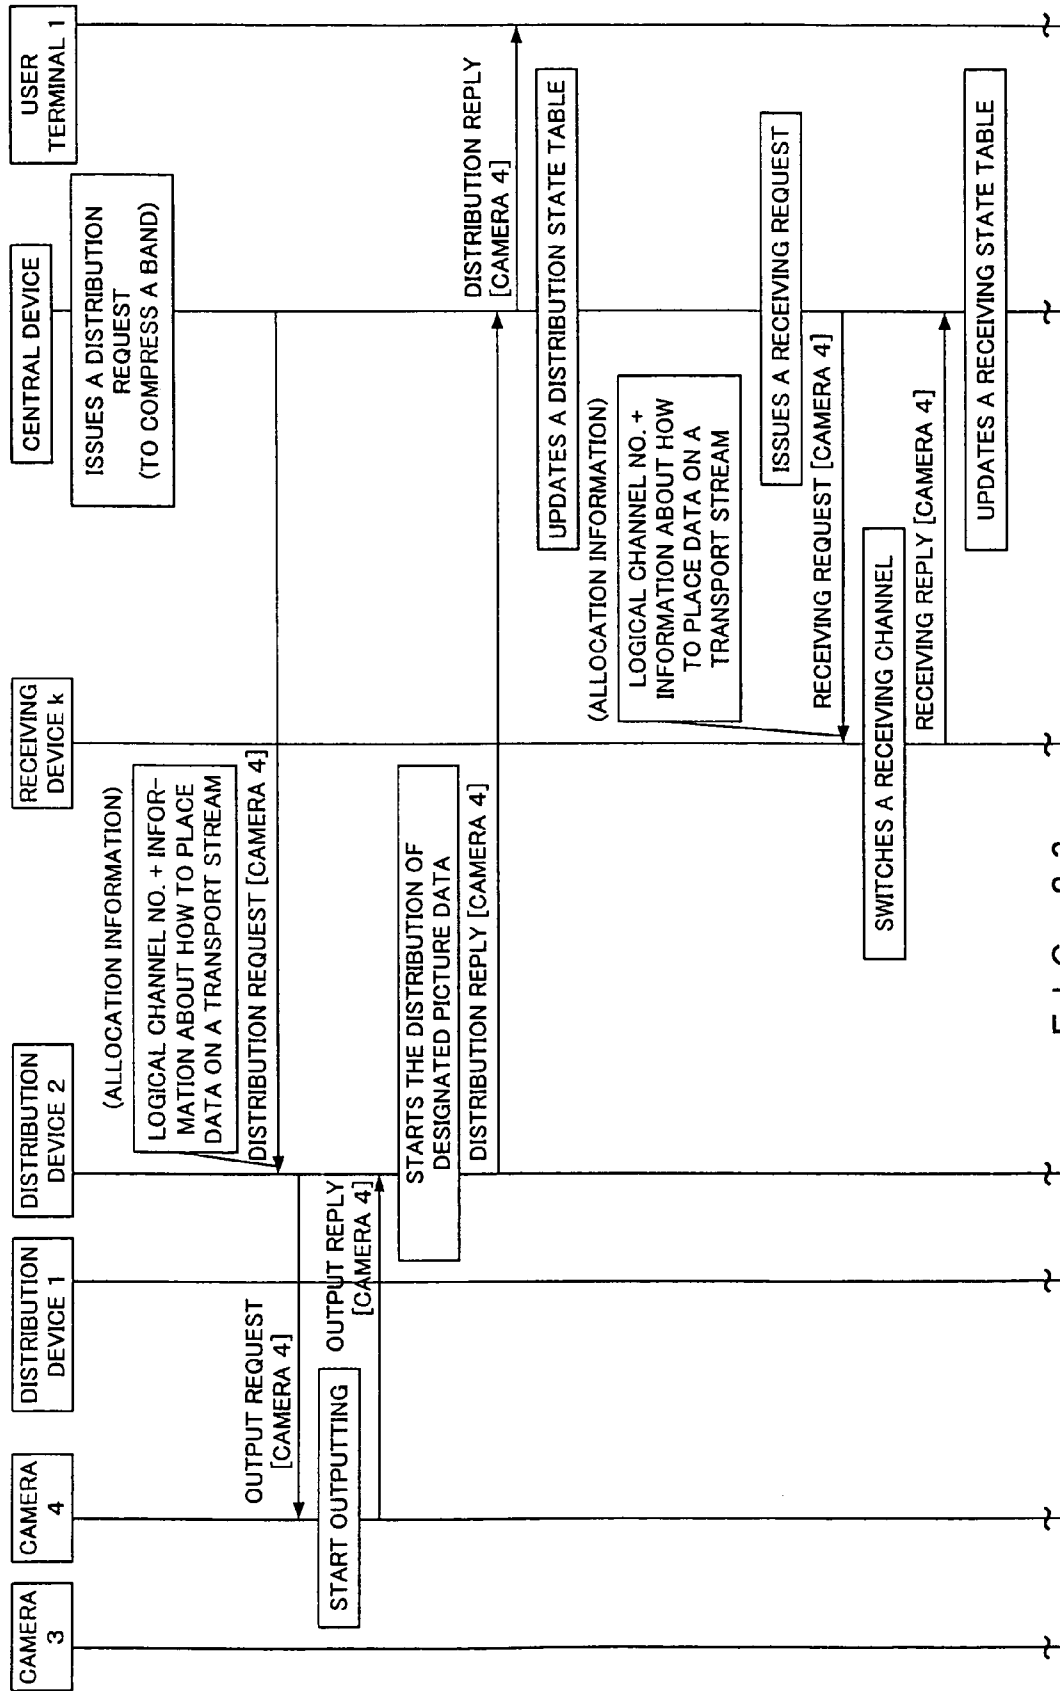 CAMERA
3
CAMERA
4
DISTRIBUTION
DEVICE 1
DISTRIBUTION
DEVICE 2
RECEIVING
DEVICE k
CENTRAL DEVICE
USER
TERMINAL 1
ISSUES A DISTRIBUTION
REQUEST
(TO COMPRESS A BAND)
(ALLOCATION INFORMATION)
LOGICAL CHANNEL NO. + INFOR-
MATION ABOUT HOW TO PLACE
DATA ON A TRANSPORT STREAM
DISTRIBUTION REQUEST [CAMERA 4]
OUTPUT REQUEST
[CAMERA 4]
START OUTPUTTING
OUTPUT REPLY
[CAMERA 4]
STARTS THE DISTRIBUTION OF
DESIGNATED PICTURE DATA
DISTRIBUTION REPLY [CAMERA 4]
DISTRIBUTION REPLY
[CAMERA 4]
UPDATES A DISTRIBUTION STATE TABLE
(ALLOCATION INFORMATION)
LOGICAL CHANNEL NO. +
INFORMATION ABOUT HOW
TO PLACE DATA ON A
TRANSPORT STREAM
ISSUES A RECEIVING REQUEST
RECEIVING REQUEST [CAMERA 4]
SWITCHES A RECEIVING CHANNEL
RECEIVING REPLY [CAMERA 4]
UPDATES A RECEIVING STATE TABLE